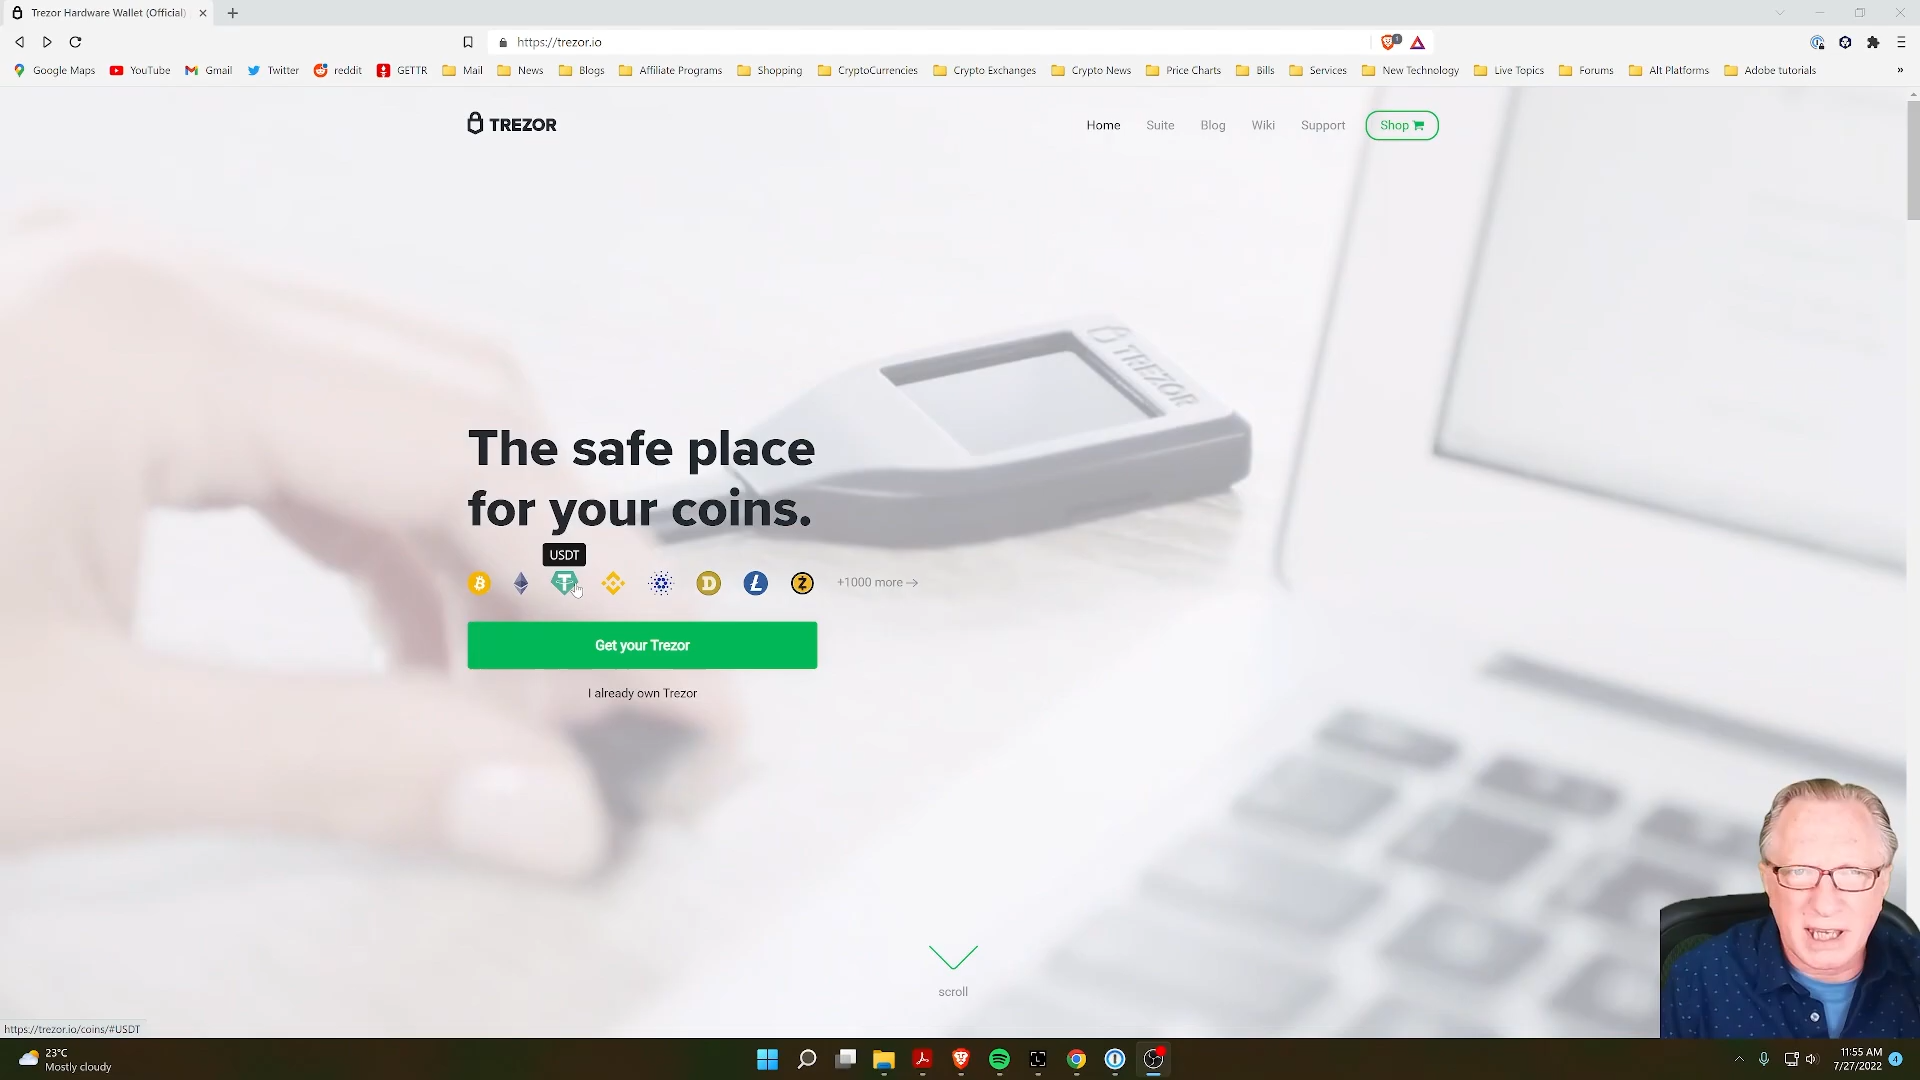 Trezor Hardware Wallet (Official)
https://trezor.io
1
Google Maps
YouTube
Gmail
Twitter
reddit
GETTR
Mail
News
Blogs
Affiliate Programs
Shopping
CryptoCurrencies
Crypto Exchanges
Crypto News
Price Charts
Bills
Services
New Technology
Live Topics
Forums
Alt Platforms
Adobe tutorials
»
TREZOR
Home
Suite
Blog
Wiki
Support
Shop
TREZOR
The safe place
for your coins.
USDT
+1000 more →
Get your Trezor
I already own Trezor
scroll
https://trezor.io/coins/#USDT
23°C
Mostly cloudy
11:55 AM
7/27/2022
4